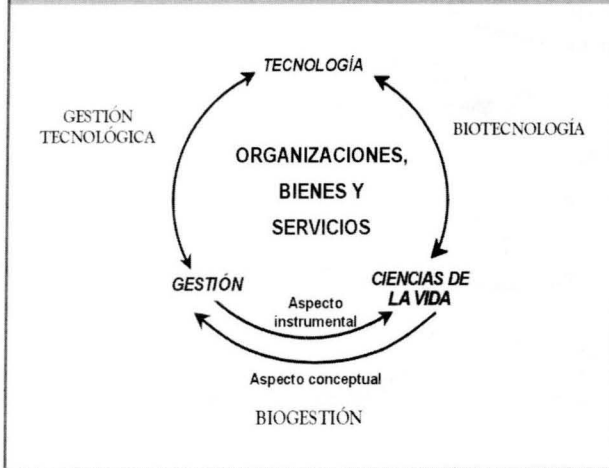 TECNOLOGÍA
GESTIÓN
TECNOLÓGICA
BIOTECNOLOGÍA
ORGANIZACIONES,
BIENES Y
SERVICIOS
GESTIÓN
CIENCIAS DE
LA VIDA
Aspecto
instrumental
Aspecto conceptual
BIOGESTIÓN